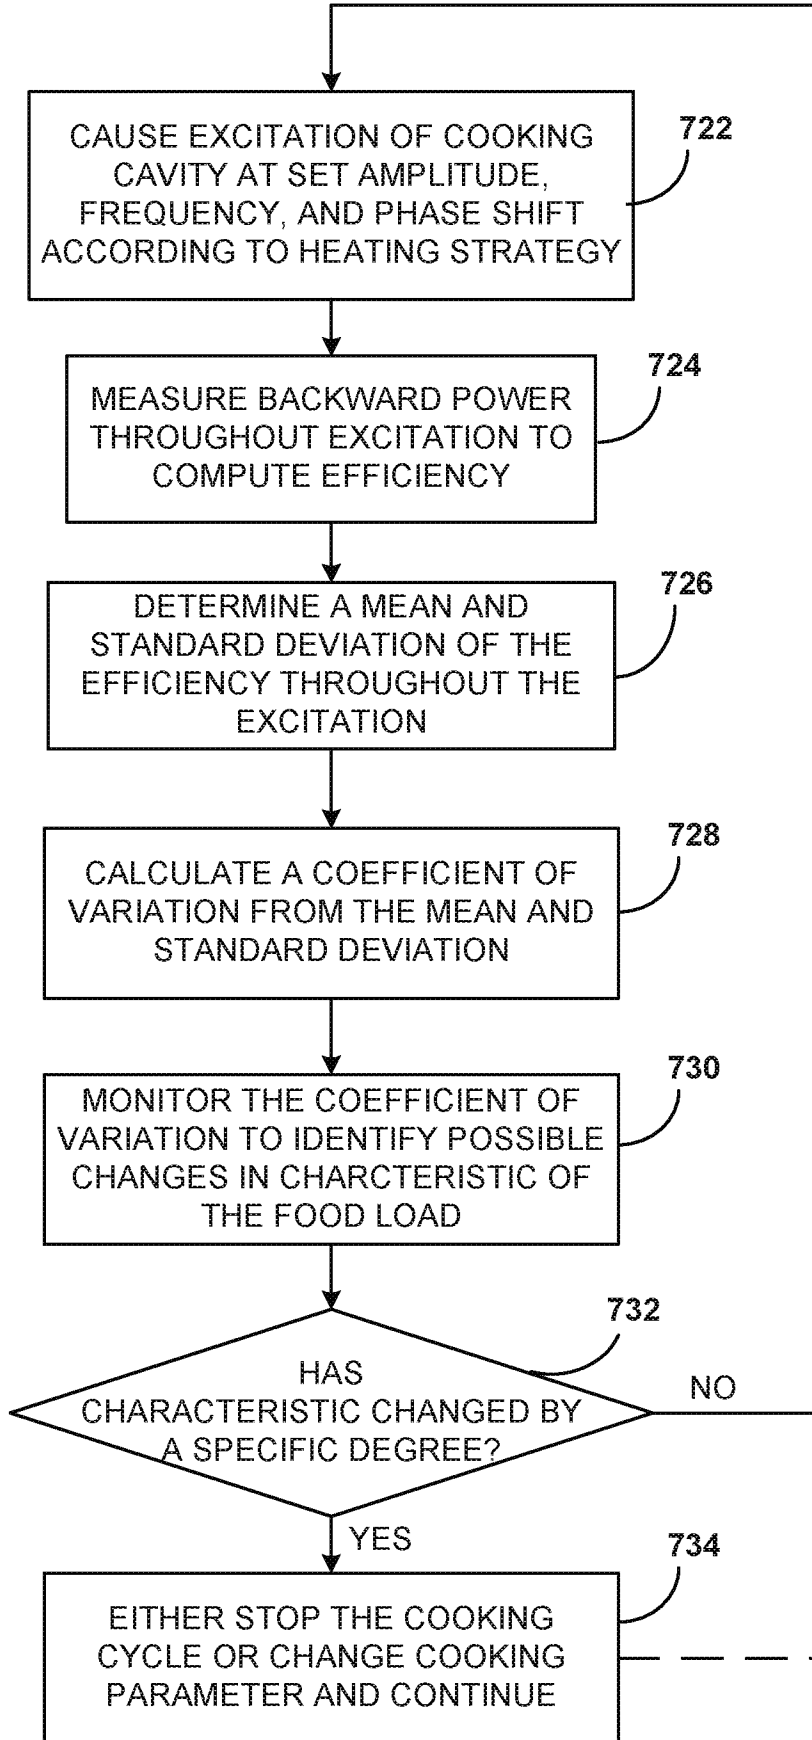 722
CAUSE EXCITATION OF COOKING
CAVITY AT SET AMPLITUDE,
FREQUENCY, AND PHASE SHIFT
ACCORDING TO HEATING STRATEGY
724
MEASURE BACKWARD POWER
THROUGHOUT EXCITATION TO
COMPUTE EFFICIENCY
726
DETERMINE A MEAN AND
STANDARD DEVIATION OF THE
EFFICIENCY THROUGHOUT THE
EXCITATION
728
CALCULATE A COEFFICIENT OF
VARIATION FROM THE MEAN AND
STANDARD DEVIATION
730
MONITOR THE COEFFICIENT OF
VARIATION TO IDENTIFY POSSIBLE
CHANGES IN CHARCTERISTIC OF
THE FOOD LOAD
732
HAS
CHARACTERISTIC CHANGED BY
A SPECIFIC DEGREE?
NO
YES
734
EITHER STOP THE COOKING
CYCLE OR CHANGE COOKING
PARAMETER AND CONTINUE